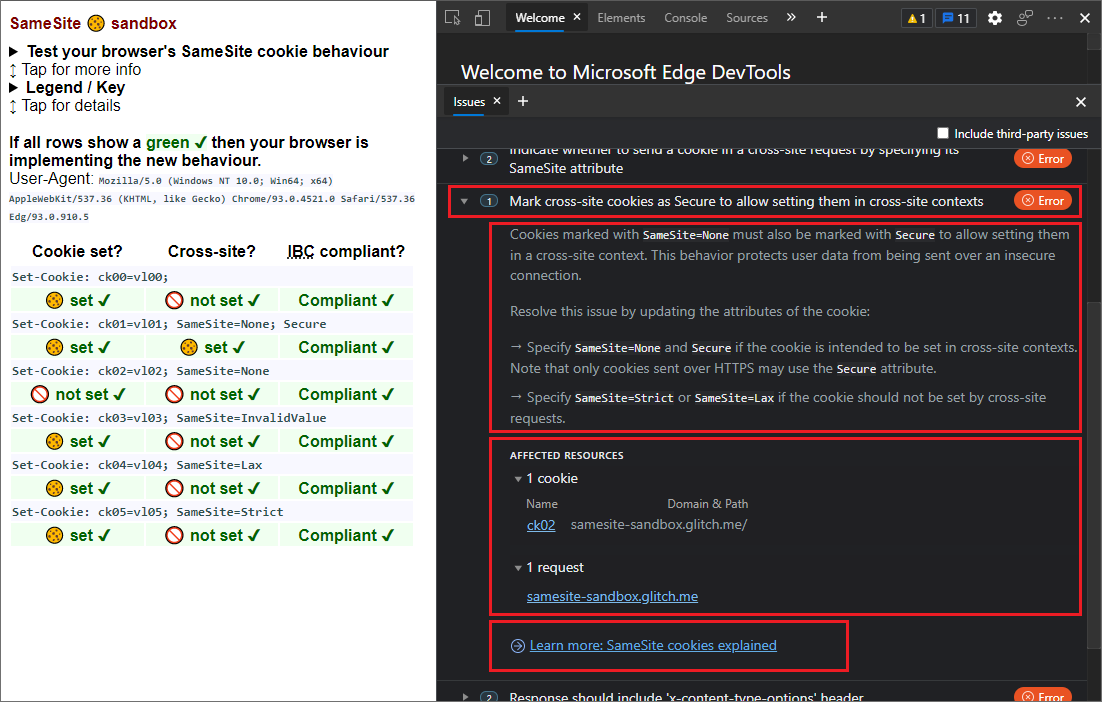 SameSite sandbox
Test your browser's SameSite cookie behaviour
↕ Tap for more info
Legend / Key
↕ Tap for details
If all rows show a green ✓ then your browser is
implementing the new behaviour.
User-Agent: Mozilla/5.0 (Windows NT 10.0; Win64; x64)
AppleWebKit/537.36 (KHTML, like Gecko) Chrome/93.0.4521.0 Safari/537.36
Edg/93.0.910.5
Cookie set? Cross-site? IBC compliant?
Set-Cookie: ck00=vl00;
set ✓ not set ✓ Compliant ✓
Set-Cookie: ck01=vl01; SameSite=None; Secure
set ✓ set ✓ Compliant ✓
Set-Cookie: ck02=vl02; SameSite=None
not set ✓ not set ✓ Compliant ✓
Set-Cookie: ck03=vl03; SameSite=InvalidValue
set ✓ not set ✓ Compliant ✓
Set-Cookie: ck04=vl04; SameSite=Lax
set ✓ not set ✓ Compliant ✓
Set-Cookie: ck05=vl05; SameSite=Strict
set ✓ not set ✓ Compliant ✓
Welcome Elements Console Sources 1 11
Welcome to Microsoft Edge DevTools
Issues
Include third-party issues
2 Indicate whether to send a cookie in a cross-site request by specifying its Error
SameSite attribute
1 Mark cross-site cookies as Secure to allow setting them in cross-site contexts Error
Cookies marked with SameSite=None must also be marked with Secure to allow setting them
in a cross-site context. This behavior protects user data from being sent over an insecure
connection.
Resolve this issue by updating the attributes of the cookie:
→ Specify SameSite=None and Secure if the cookie is intended to be set in cross-site contexts.
Note that only cookies sent over HTTPS may use the Secure attribute.
→ Specify SameSite=Strict or SameSite=Lax if the cookie should not be set by cross-site
requests.
AFFECTED RESOURCES
1 cookie
Name Domain & Path
ck02 samesite-sandbox.glitch.me/
1 request
samesite-sandbox.glitch.me
Learn more: SameSite cookies explained
2 Response should include 'x-content-type-options' header Error